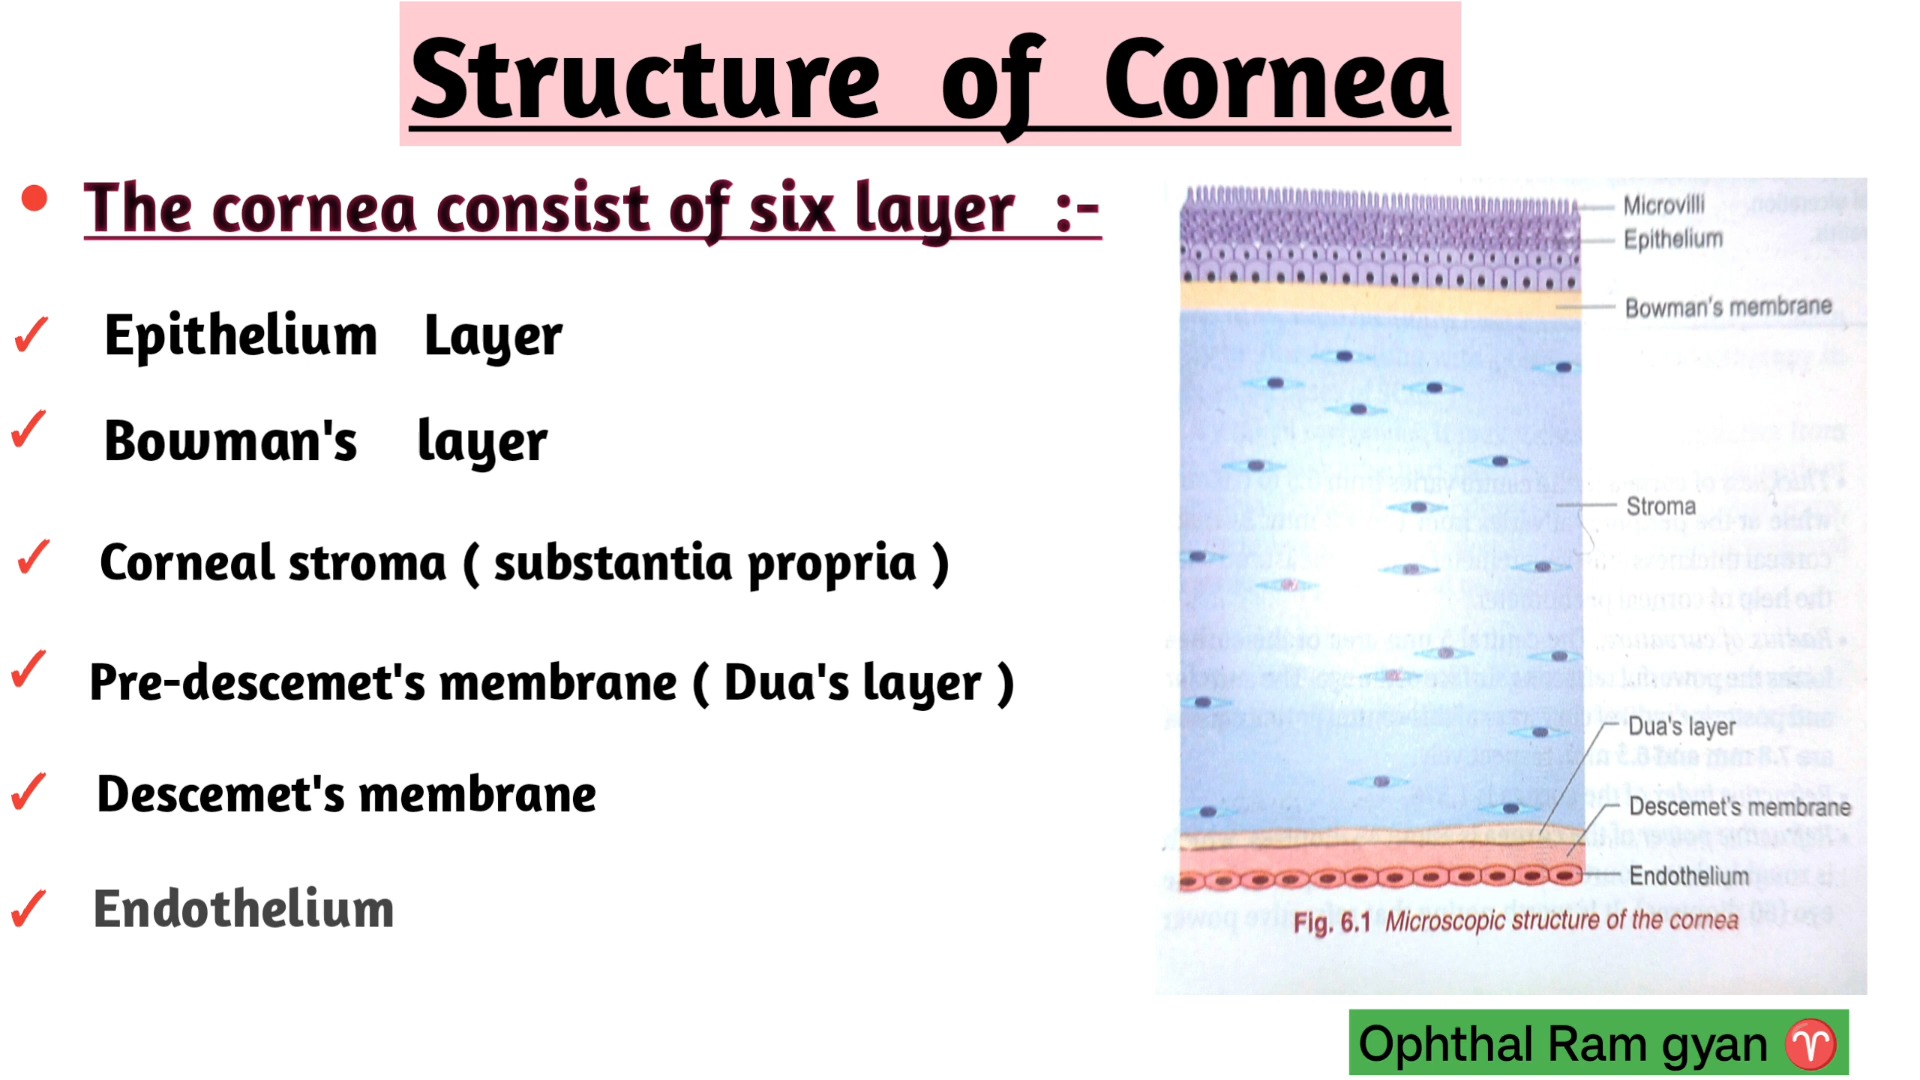 Structure of Cornea
• The cornea consist of six layer :-
✓ Epithelium Layer
✓ Bowman's layer
✓ Corneal stroma ( substantia propria )
✓ Pre-descemet's membrane ( Dua's layer )
✓ Descemet's membrane
✓ Endothelium
Microvilli
Epithelium
Bowman's membrane
Stroma
Dua's layer
Descemet's membrane
Endothelium
Fig. 6.1 Microscopic structure of the cornea
Ophthal Ram gyan ♈